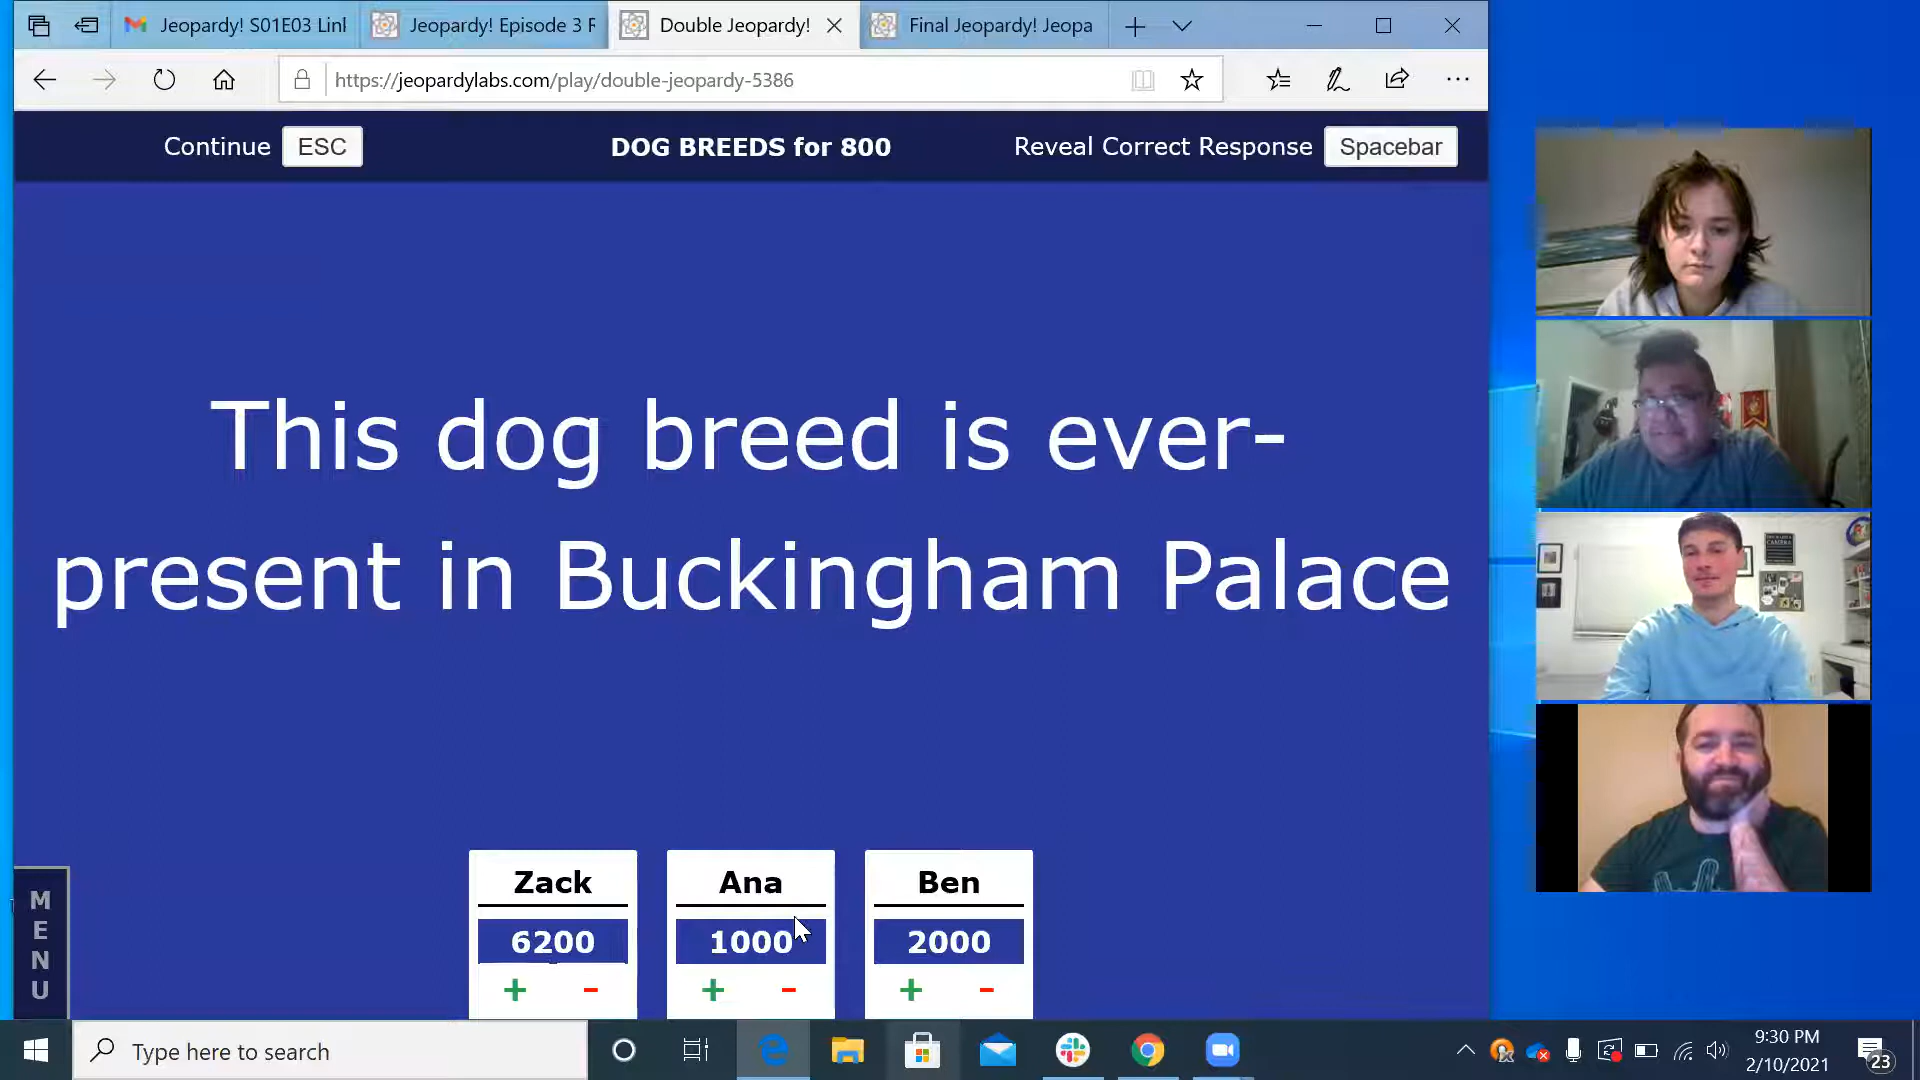 Jeopardy! S01E03 Linl
Jeopardy! Episode 3 F
Double Jeopardy!
Final Jeopardy! Jeopa
https://jeopardylabs.com/play/double-jeopardy-5386
Continue ESC
DOG BREEDS for 800
Reveal Correct Response Spacebar
This dog breed is ever-
present in Buckingham Palace
MENU
Zack
6200
+ -
Ana
1000
+ -
Ben
2000
+ -
Type here to search
9:30 PM
2/10/2021
23